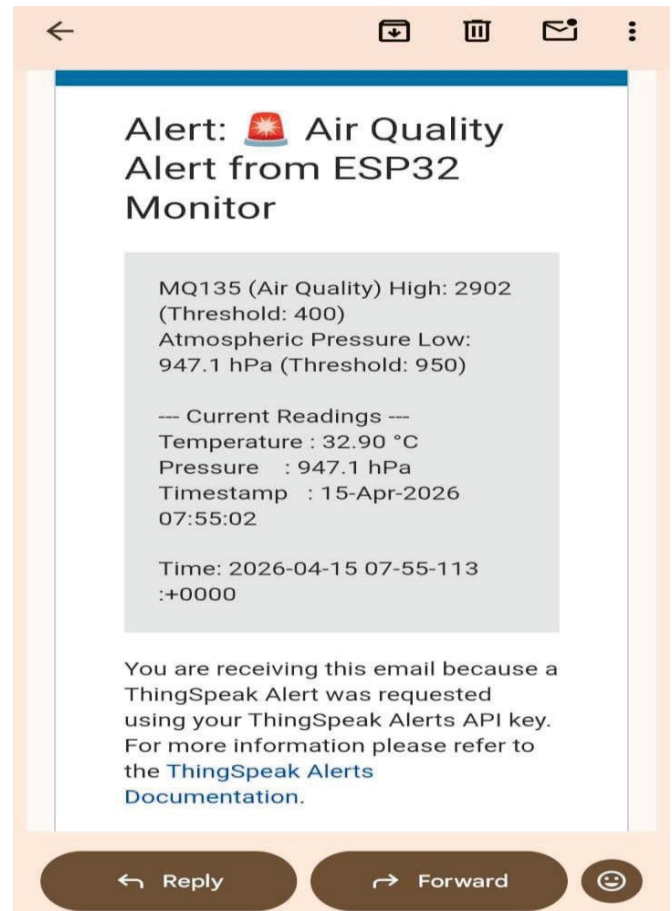 Alert: 🚨 Air Quality
Alert from ESP32
Monitor
MQ135 (Air Quality) High: 2902
(Threshold: 400)
Atmospheric Pressure Low:
947.1 hPa (Threshold: 950)
--- Current Readings ---
Temperature : 32.90 °C
Pressure   : 947.1 hPa
Timestamp  : 15-Apr-2026
07:55:02
Time: 2026-04-15 07-55-113
:+0000
You are receiving this email because a
ThingSpeak Alert was requested
using your ThingSpeak Alerts API key.
For more information please refer to
the ThingSpeak Alerts
Documentation.
Reply
Forward